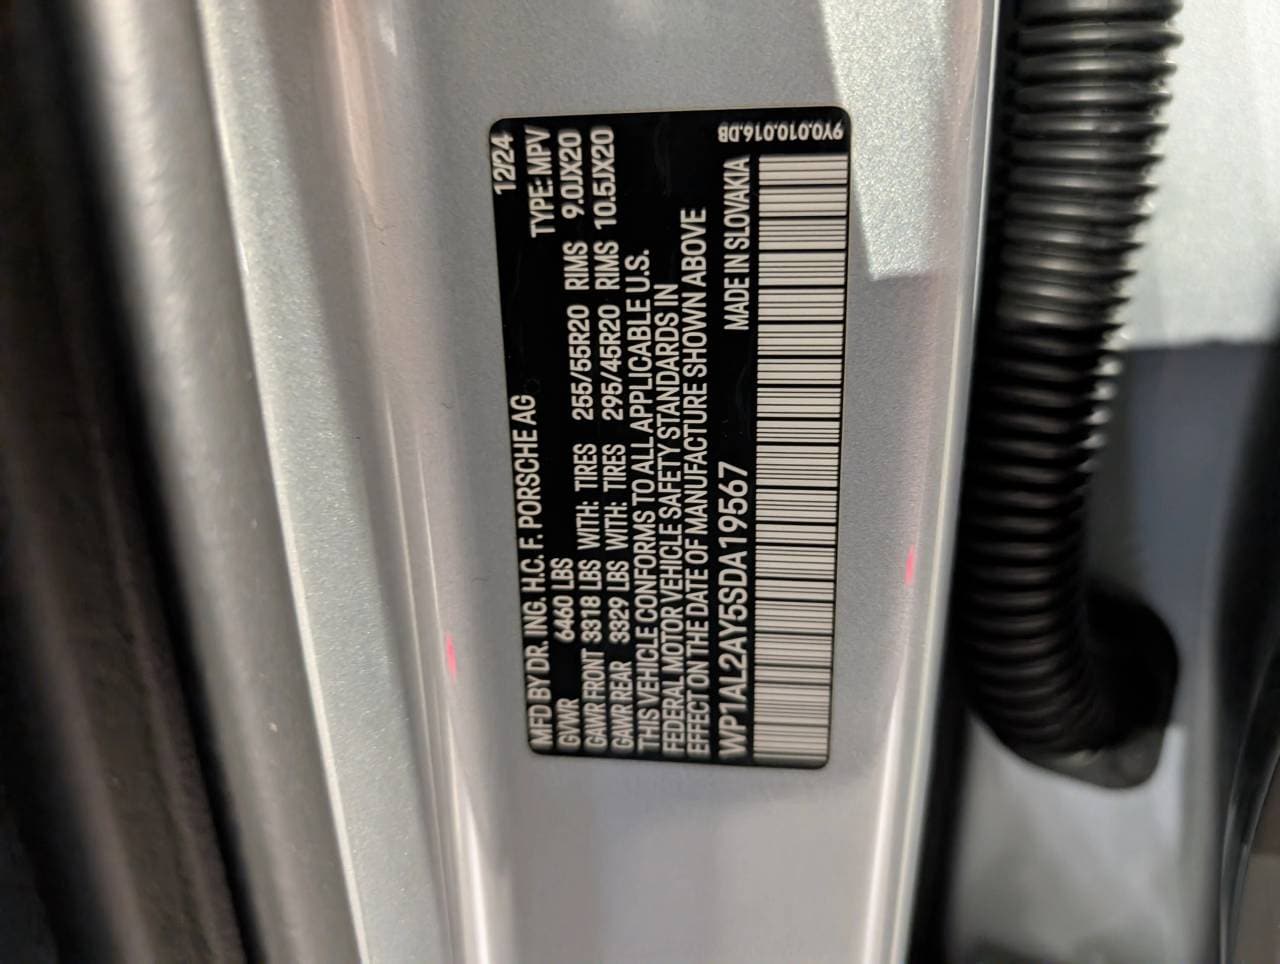 MFD BY DR. ING. H.C. F. PORSCHE AG 12/24
GVWR 6460 LBS TYPE: MPV
GAWR FRONT 3318 LBS WITH: TIRES 255/55R20 RIMS 9.0JX20
GAWR REAR 3329 LBS WITH: TIRES 295/45R20 RIMS 10.5JX20
THIS VEHICLE CONFORMS TO ALL APPLICABLE U.S.
FEDERAL MOTOR VEHICLE SAFETY STANDARDS IN
EFFECT ON THE DATE OF MANUFACTURE SHOWN ABOVE
WP1AL2AY5SDA19567 MADE IN SLOVAKIA
9Y0.010.016.DB